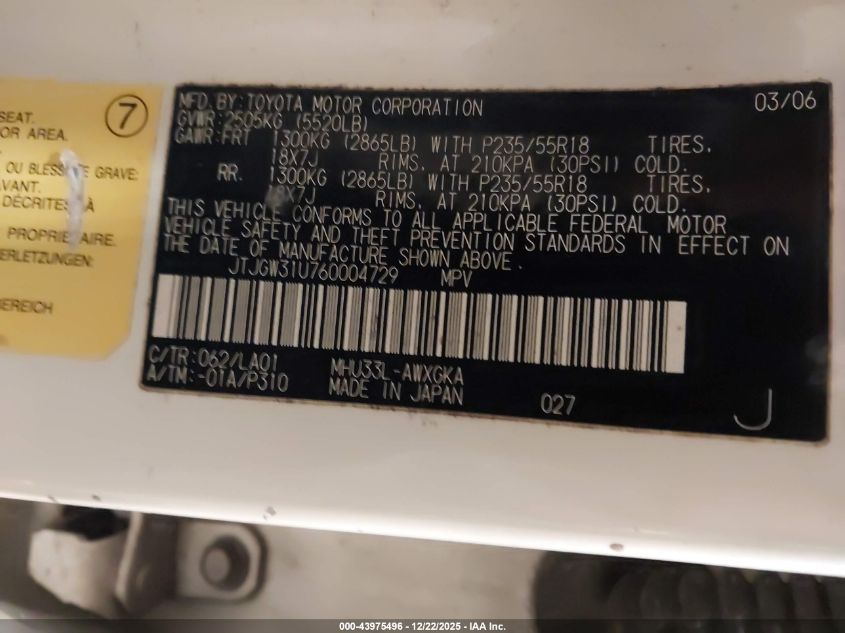 SEAT.
OR AREA.
7
OU BLESSURE GRAVE:
AVANT.
DÉCRITES À
PROPRIÉTAIRE.
ERLETZUNGEN:
BEREICH
MFD. BY: TOYOTA MOTOR CORPORATION 03/06
GVWR: 2505KG (5520LB)
GAWR: FRT 1300KG (2865LB) WITH P235/55R18 TIRES,
18X7J RIMS, AT 210KPA (30PSI) COLD.
RR. 1300KG (2865LB) WITH P235/55R18 TIRES,
18X7J RIMS, AT 210KPA (30PSI) COLD.
THIS VEHICLE CONFORMS TO ALL APPLICABLE FEDERAL MOTOR
VEHICLE SAFETY AND THEFT PREVENTION STANDARDS IN EFFECT ON
THE DATE OF MANUFACTURE SHOWN ABOVE.
JTJGW31U760004729 MPV
C/TR: 062/LA01 MHU33L-AWXGKA
A/TM: -01A/P310 MADE IN JAPAN 027 J
000-43975496 - 12/22/2025 - IAA Inc.